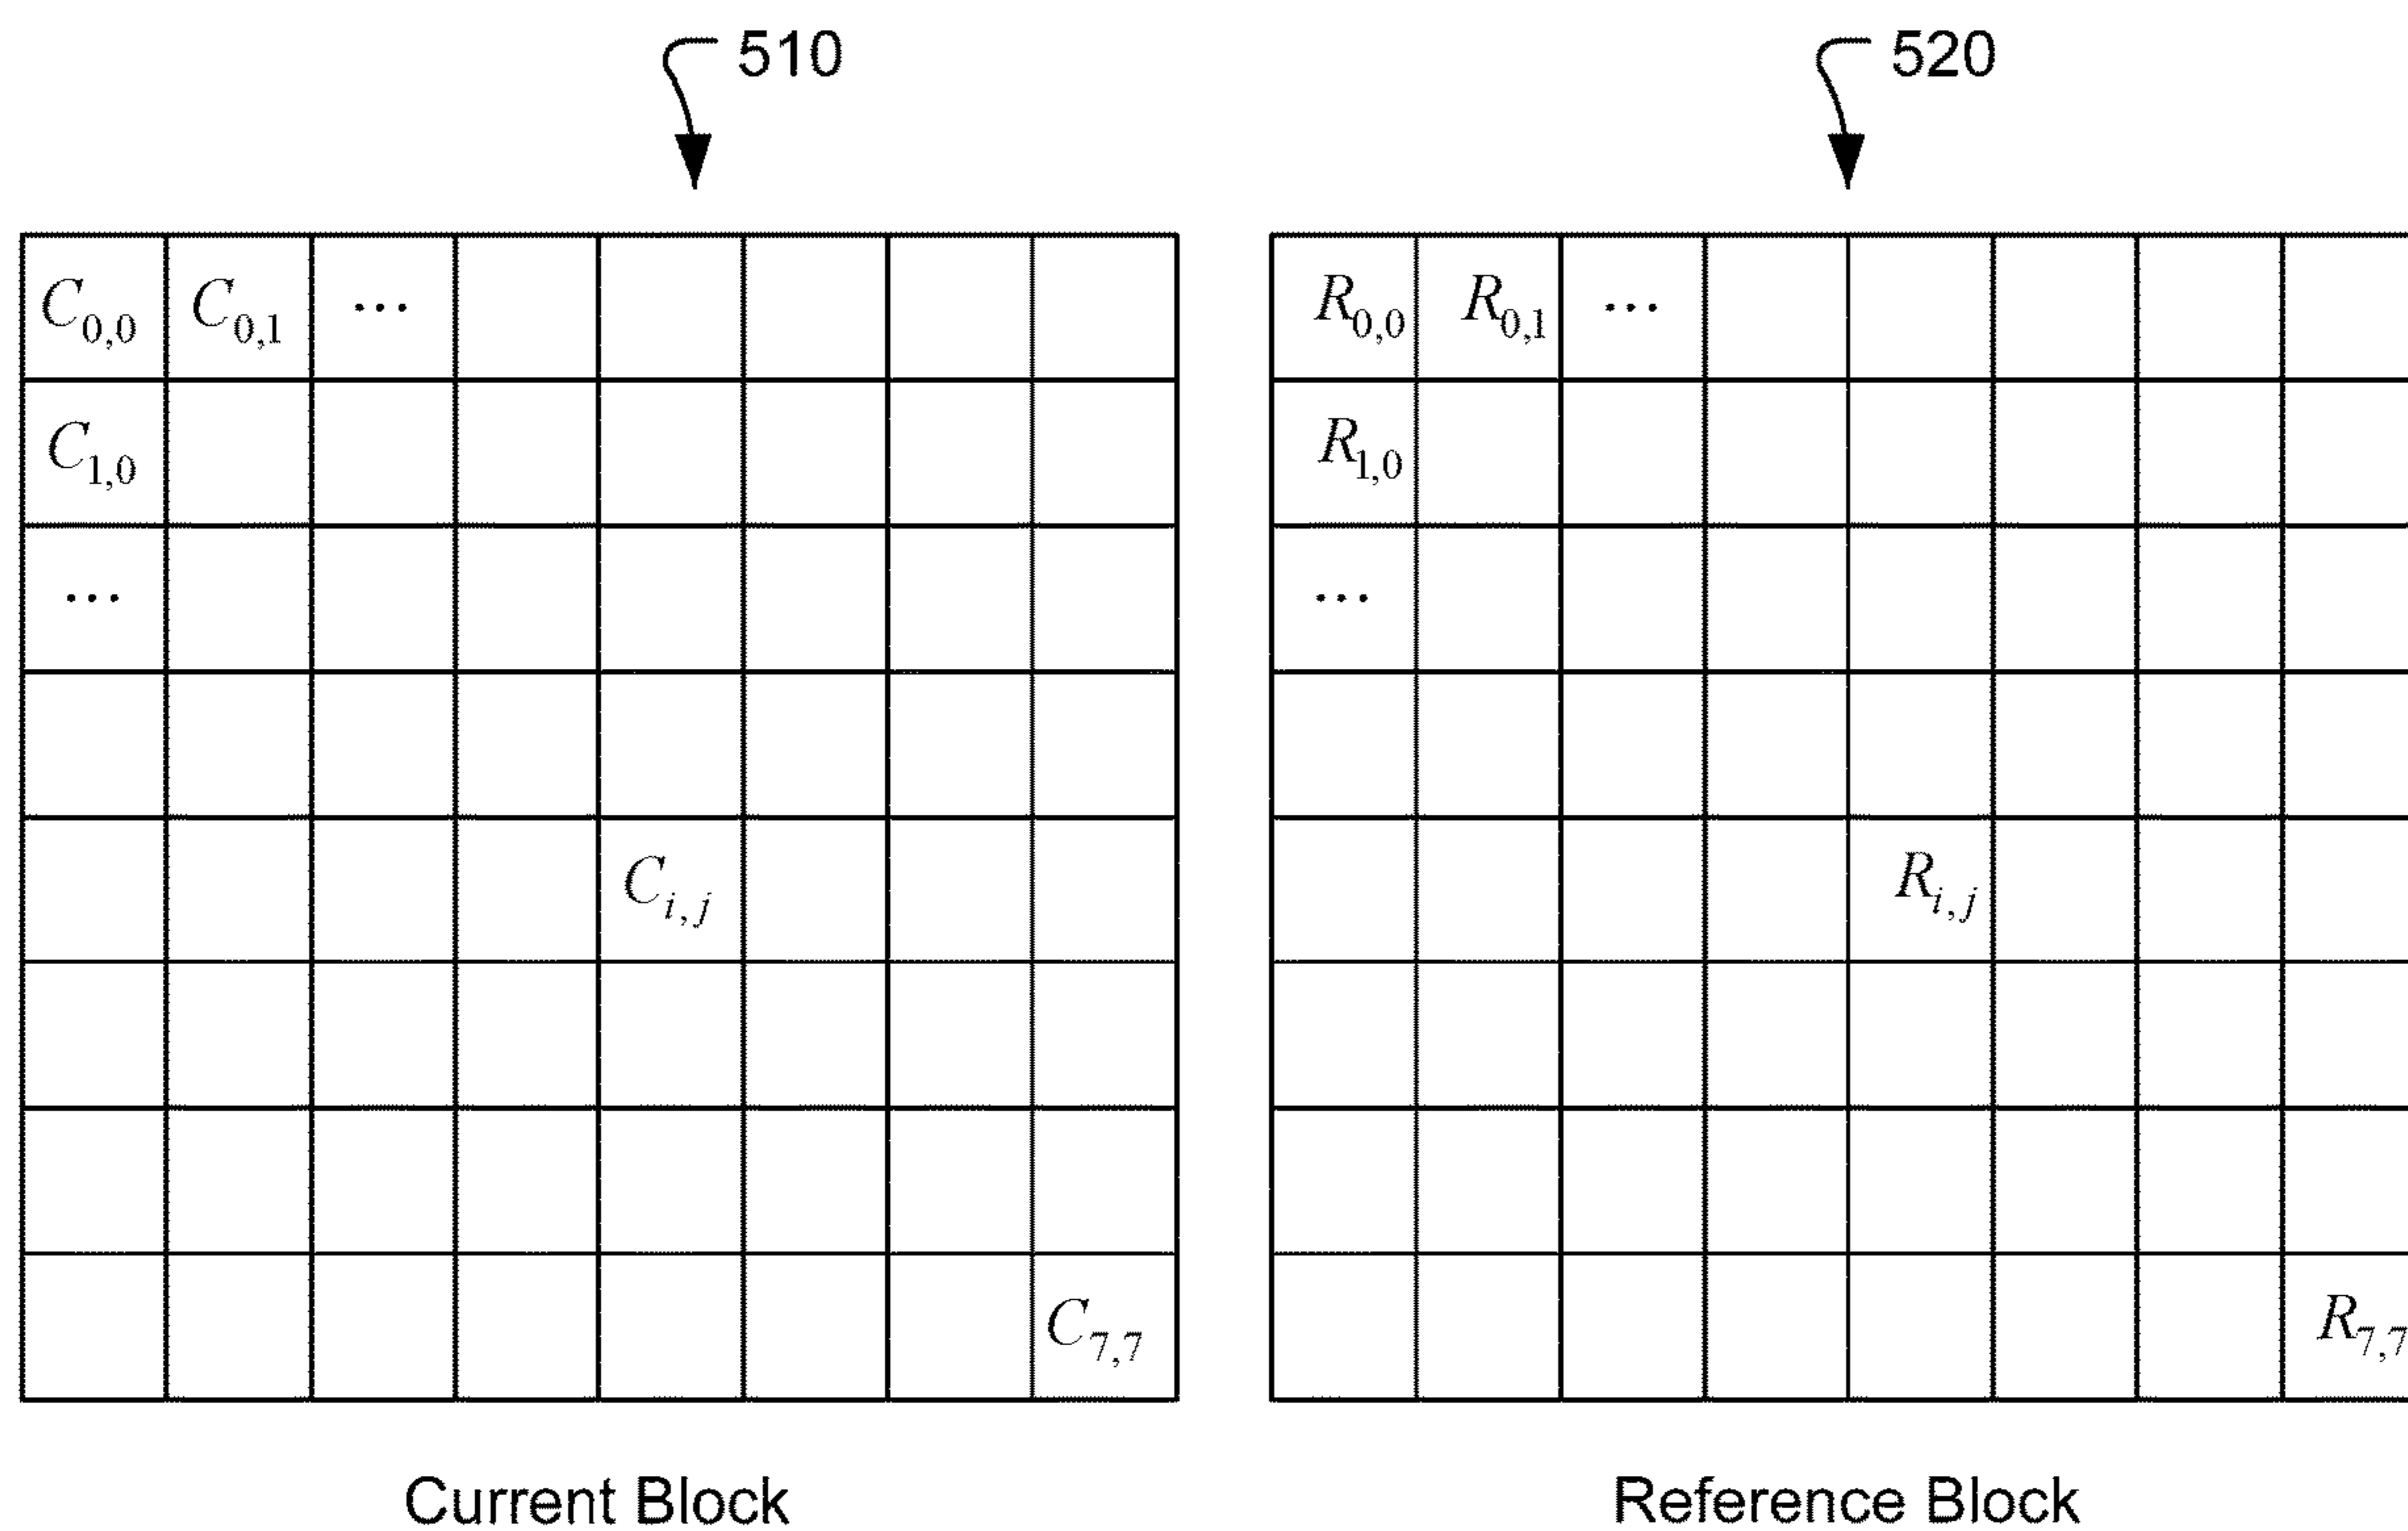 510 520
C0,0 C0,1 ... R0,0 R0,1 ...
C1,0 R1,0
... ...
Ci,j Ri,j
C7,7 R7,7
Current Block Reference Block